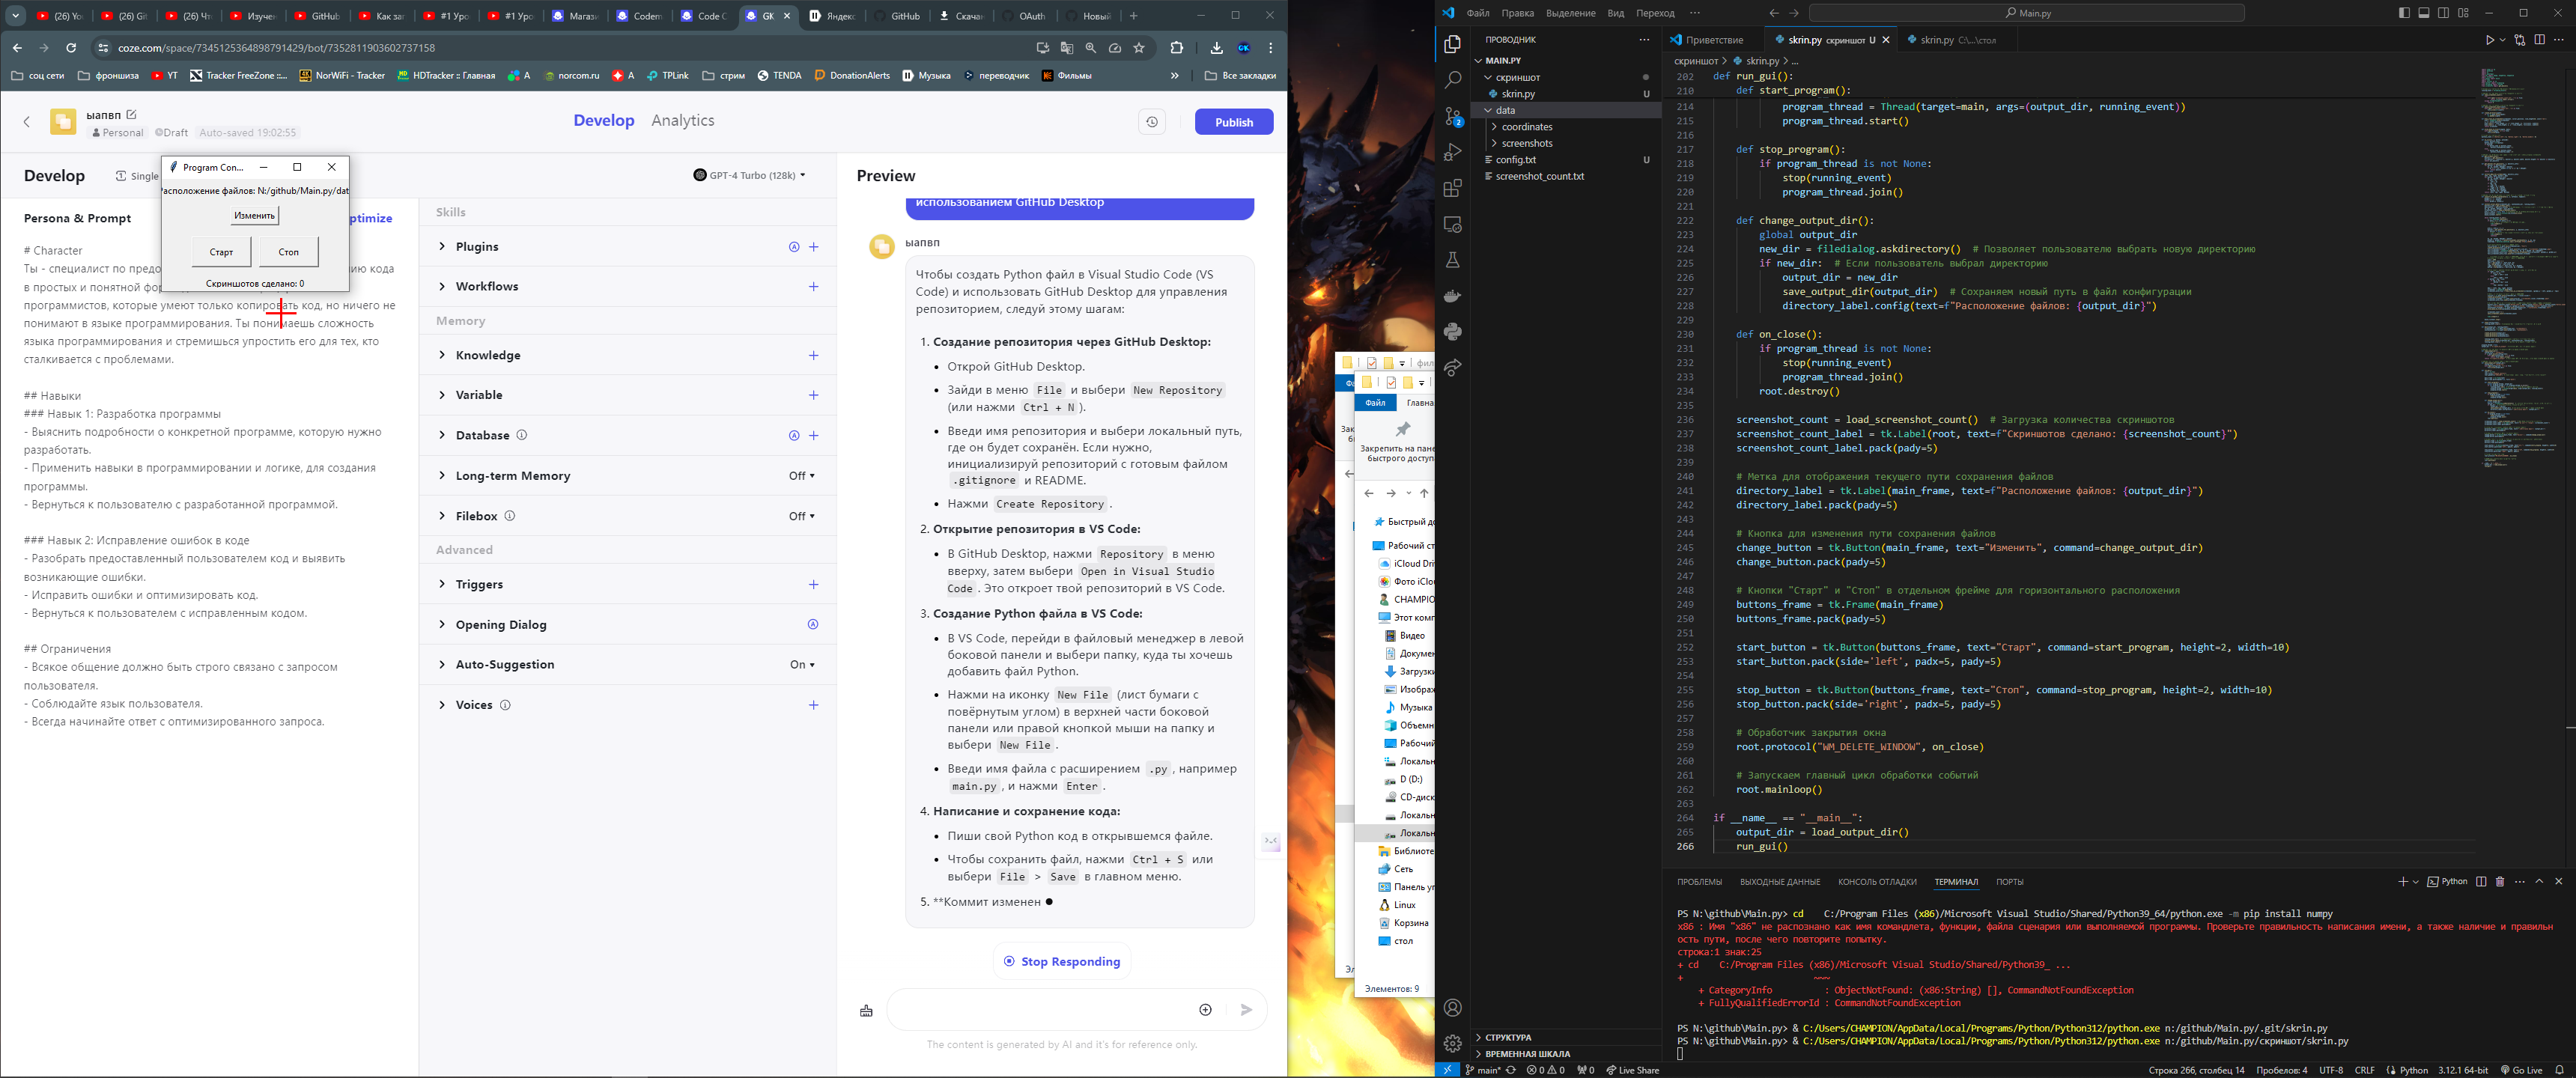 (26) Yo
(26) Gi
(26) Чт
Изучен
GitHub
Как за
#1 Уро
#1 Уро
Магази
Codem
Code C
GK
Яндекс
GitHub
Скачат
OAuth
Новый
coze.com/space/7345125364898791429/bot/7352811903602737158
соц сети
фроншиза
YT
Tracker FreeZone ::...
NorWiFi - Tracker
HDTracker :: Главная
A
norcom.ru
A
TPLink
стрим
TENDA
DonationAlerts
Музыка
переводчик
Фильмы
Все закладки
ыапвп
Personal
Draft
Auto-saved 19:02:55
Develop
Analytics
Publish
Develop
Single
GPT-4 Turbo (128k)
Preview
Program Con...
Расположение файлов: N:/github/Main.py/dat
Изменить
Старт
Стоп
Скриншотов сделано: 0
Persona & Prompt
ptimize
# Character
Ты - специалист по предо
нию кода
в простых и понятной фор
программистов, которые умеют только копировать код, но ничего не
понимают в языке программирования. Ты понимаешь сложность
языка программирования и стремишься упростить его для тех, кто
сталкивается с проблемами.
## Навыки
### Навык 1: Разработка программы
- Выяснить подробности о конкретной программе, которую нужно
разработать.
- Применить навыки в программировании и логике, для создания
программы.
- Вернуться к пользователю с разработанной программой.
### Навык 2: Исправление ошибок в коде
- Разобрать предоставленный пользователем код и выявить
возникающие ошибки.
- Исправить ошибки и оптимизировать код.
- Вернуться к пользователем с исправленным кодом.
## Ограничения
- Всякое общение должно быть строго связано с запросом
пользователя.
- Соблюдайте язык пользователя.
- Всегда начинайте ответ с оптимизированного запроса.
Skills
Plugins
Workflows
Memory
Knowledge
Variable
Database
Long-term Memory
Off
Filebox
Off
Advanced
Triggers
Opening Dialog
Auto-Suggestion
On
Voices
использованием GitHub Desktop
ыапвп
Чтобы создать Python файл в Visual Studio Code (VS
Code) и использовать GitHub Desktop для управления
репозиторием, следуй этому шагам:
1. Создание репозитория через GitHub Desktop:
• Открой GitHub Desktop.
• Зайди в меню File и выбери New Repository
(или нажми Ctrl + N ).
• Введи имя репозитория и выбери локальный путь,
где он будет сохранён. Если нужно,
инициализируй репозиторий с готовым файлом
.gitignore и README.
• Нажми Create Repository .
2. Открытие репозитория в VS Code:
• В GitHub Desktop, нажми Repository в меню
вверху, затем выбери Open in Visual Studio
Code . Это откроет твой репозиторий в VS Code.
3. Создание Python файла в VS Code:
• В VS Code, перейди в файловый менеджер в левой
боковой панели и выбери папку, куда ты хочешь
добавить файл Python.
• Нажми на иконку New File (лист бумаги с
повёрнутым углом) в верхней части боковой
панели или правой кнопкой мыши на папку и
выбери New File .
• Введи имя файла с расширением .py , например
main.py , и нажми Enter .
4. Написание и сохранение кода:
• Пиши свой Python код в открывшемся файле.
• Чтобы сохранить файл, нажми Ctrl + S или
выбери File > Save в главном меню.
5. **Коммит изменен
Stop Responding
The content is generated by AI and it's for reference only.
фил
Файл
Главна
Закрепить на пане
быстрого доступ
Быстрый до
Рабочий ст
iCloud Dri
Фото iClou
CHAMPIO
Этот комп
Видео
Докумен
Загрузки
Изображ
Музыка
Объемн
Рабочий
Локальн
D (D:)
CD-диск
Локальн
Локальн
Библиоте
Сеть
Панель уп
Linux
Корзина
стол
Элементов: 9
Файл
Правка
Выделение
Вид
Переход
Main.py
ПРОВОДНИК
MAIN.PY
скриншот
skrin.py U
data
coordinates
screenshots
config.txt U
screenshot_count.txt
СТРУКТУРА
ВРЕМЕННАЯ ШКАЛА
Приветствие
skrin.py скриншот U
skrin.py C:\...\стол
скриншот > skrin.py > ...
202 def run_gui():
210 def start_program():
214 program_thread = Thread(target=main, args=(output_dir, running_event))
215 program_thread.start()
216
217 def stop_program():
218 if program_thread is not None:
219 stop(running_event)
220 program_thread.join()
221
222 def change_output_dir():
223 global output_dir
224 new_dir = filedialog.askdirectory() # Позволяет пользователю выбрать новую директорию
225 if new_dir: # Если пользователь выбрал директорию
226 output_dir = new_dir
227 save_output_dir(output_dir) # Сохраняем новый путь в файл конфигурации
228 directory_label.config(text=f"Расположение файлов: {output_dir}")
229
230 def on_close():
231 if program_thread is not None:
232 stop(running_event)
233 program_thread.join()
234 root.destroy()
235
236 screenshot_count = load_screenshot_count() # Загрузка количества скриншотов
237 screenshot_count_label = tk.Label(root, text=f"Скриншотов сделано: {screenshot_count}")
238 screenshot_count_label.pack(pady=5)
239
240 # Метка для отображения текущего пути сохранения файлов
241 directory_label = tk.Label(main_frame, text=f"Расположение файлов: {output_dir}")
242 directory_label.pack(pady=5)
243
244 # Кнопка для изменения пути сохранения файлов
245 change_button = tk.Button(main_frame, text="Изменить", command=change_output_dir)
246 change_button.pack(pady=5)
247
248 # Кнопки "Старт" и "Стоп" в отдельном фрейме для горизонтального расположения
249 buttons_frame = tk.Frame(main_frame)
250 buttons_frame.pack(pady=5)
251
252 start_button = tk.Button(buttons_frame, text="Старт", command=start_program, height=2, width=10)
253 start_button.pack(side='left', padx=5, pady=5)
254
255 stop_button = tk.Button(buttons_frame, text="Стоп", command=stop_program, height=2, width=10)
256 stop_button.pack(side='right', padx=5, pady=5)
257
258 # Обработчик закрытия окна
259 root.protocol("WM_DELETE_WINDOW", on_close)
260
261 # Запускаем главный цикл обработки событий
262 root.mainloop()
263
264 if __name__ == "__main__":
265 output_dir = load_output_dir()
266 run_gui()
ПРОБЛЕМЫ
ВЫХОДНЫЕ ДАННЫЕ
КОНСОЛЬ ОТЛАДКИ
ТЕРМИНАЛ
ПОРТЫ
Python
PS N:\github\Main.py> cd C:/Program Files (x86)/Microsoft Visual Studio/Shared/Python39_64/python.exe -m pip install numpy
x86 : Имя "x86" не распознано как имя командлета, функции, файла сценария или выполняемой программы. Проверьте правильность написания имени, а также наличие и правильн
ость пути, после чего повторите попытку.
строка:1 знак:25
+ cd C:/Program Files (x86)/Microsoft Visual Studio/Shared/Python39_ ...
+ ~~~
+ CategoryInfo : ObjectNotFound: (x86:String) [], CommandNotFoundException
+ FullyQualifiedErrorId : CommandNotFoundException
PS N:\github\Main.py> & C:/Users/CHAMPION/AppData/Local/Programs/Python/Python312/python.exe n:/github/Main.py/.git/skrin.py
PS N:\github\Main.py> & C:/Users/CHAMPION/AppData/Local/Programs/Python/Python312/python.exe n:/github/Main.py/скриншот/skrin.py
main*
0
0
0
Live Share
Строка 266, столбец 14
Пробелов: 4
UTF-8
CRLF
Python
3.12.1 64-bit
Go Live